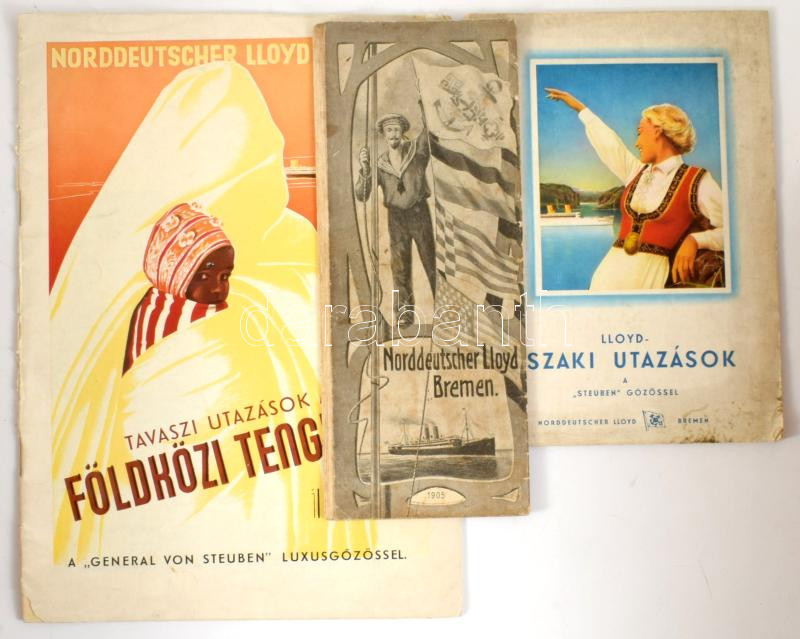 NORDDEUTSCHER LLOYD
TAVASZI UTAZÁSOK
FÖLDKÖZI TENG
A „GENERAL VON STEUBEN" LUXUSGŐZÖSSEL.
Norddeutscher Lloyd
Bremen.
1905
LLOYD-
SZAKI UTAZÁSOK
A
„STEUBEN" GŐZÖSSEL
NORDDEUTSCHER LLOYD BREMEN
darabanth